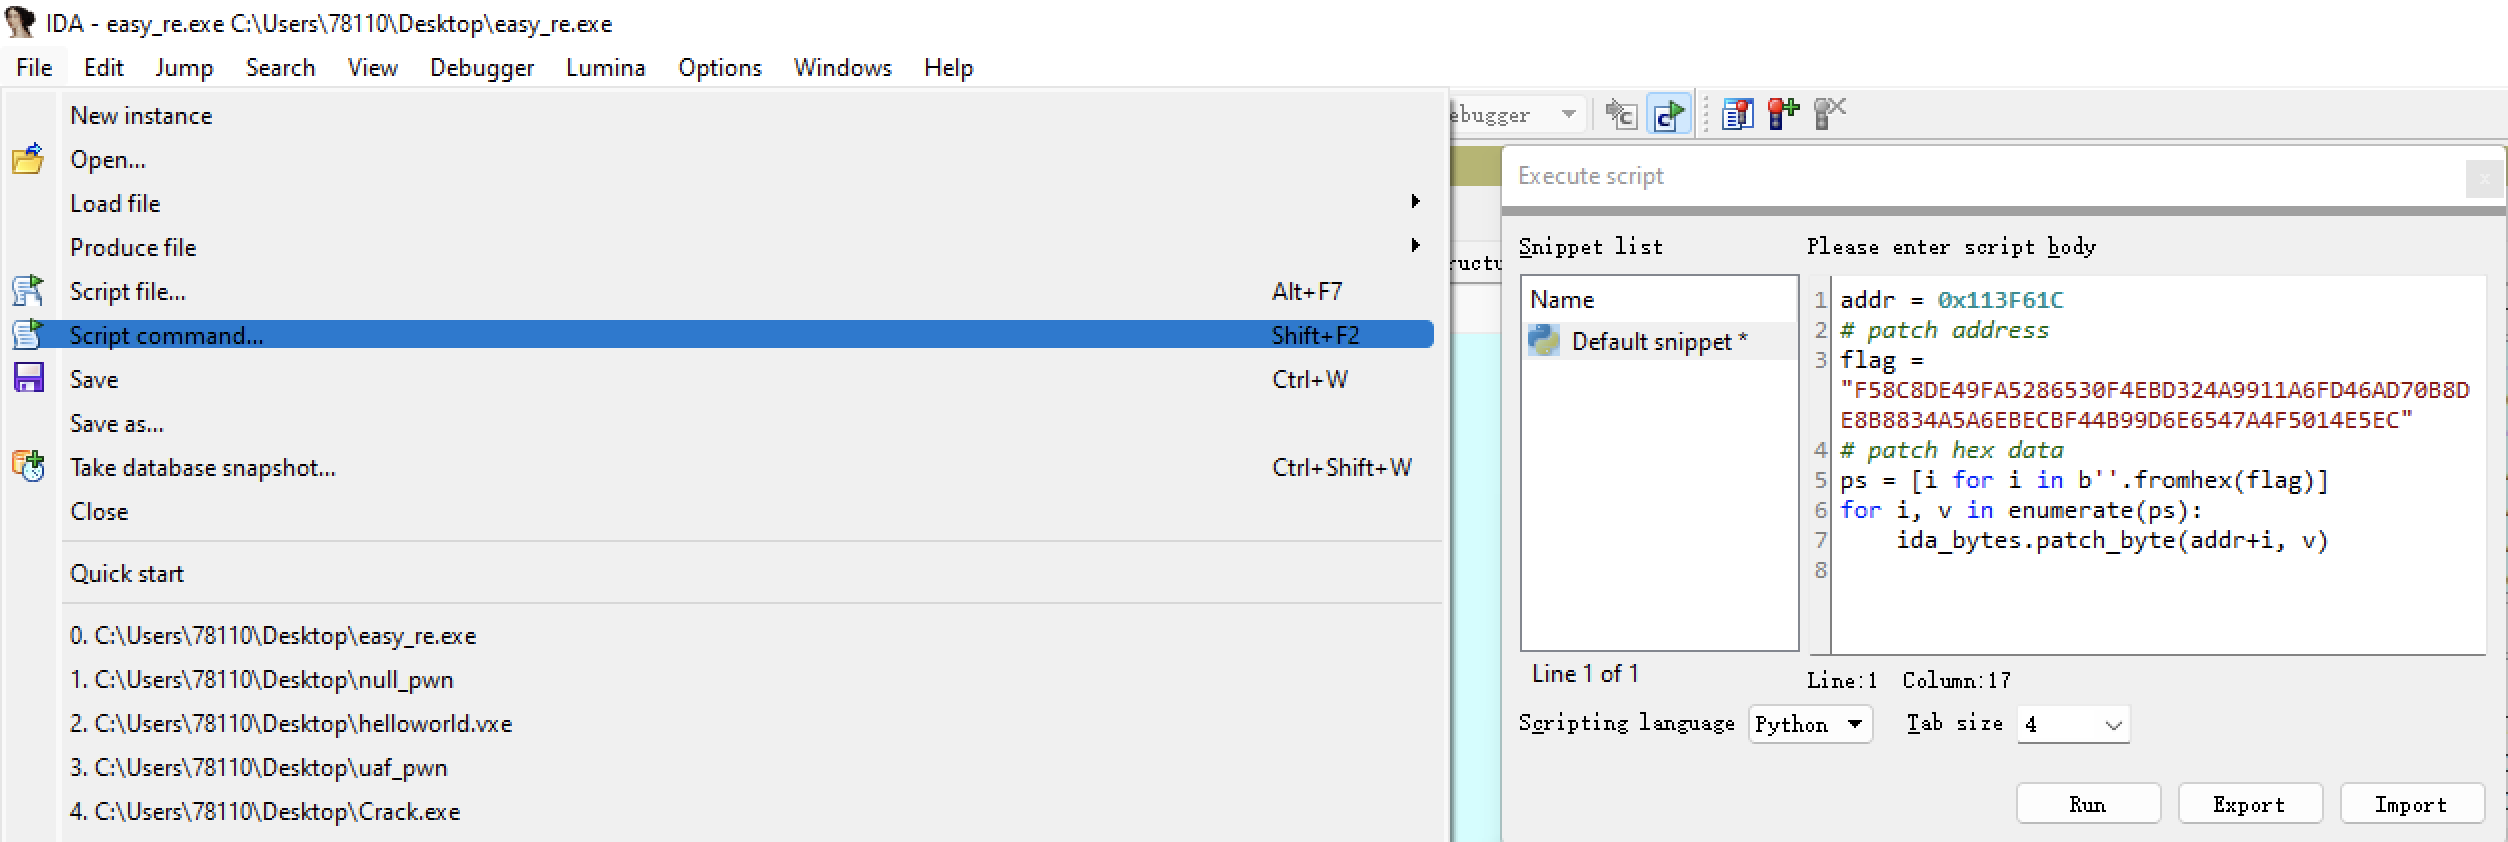 IDA - easy_re.exe C:\Users\78110\Desktop\easy_re.exe
File Edit Jump Search View Debugger Lumina Options Windows Help
New instance
Open...
Load file
Produce file
Script file... Alt+F7
Script command... Shift+F2
Save Ctrl+W
Save as...
Take database snapshot... Ctrl+Shift+W
Close
Quick start
0. C:\Users\78110\Desktop\easy_re.exe
1. C:\Users\78110\Desktop\null_pwn
2. C:\Users\78110\Desktop\helloworld.vxe
3. C:\Users\78110\Desktop\uaf_pwn
4. C:\Users\78110\Desktop\Crack.exe
ebugger
ructu
Execute script
Snippet list
Name
Default snippet *
Line 1 of 1
Please enter script body
1 addr = 0x113F61C
2 # patch address
3 flag =
"F58C8DE49FA5286530F4EBD324A9911A6FD46AD70B8D
E8B8834A5A6EBECBF44B99D6E6547A4F5014E5EC"
4 # patch hex data
5 ps = [i for i in b''.fromhex(flag)]
6 for i, v in enumerate(ps):
7 ida_bytes.patch_byte(addr+i, v)
8
Line:1 Column:17
Scripting language Python Tab size 4
Run Export Import